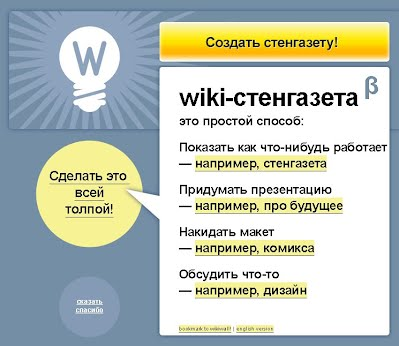 W
Создать стенгазету!
wiki-стенгазета β
это простой способ:
Показать как что-нибудь работает
— например, стенгазета
Придумать презентацию
— например, про будущее
Накидать макет
— например, комикса
Обсудить что-то
— например, дизайн
Сделать это
всей
толпой!
сказать
спасибо
bookmark to wikiwall! | english version